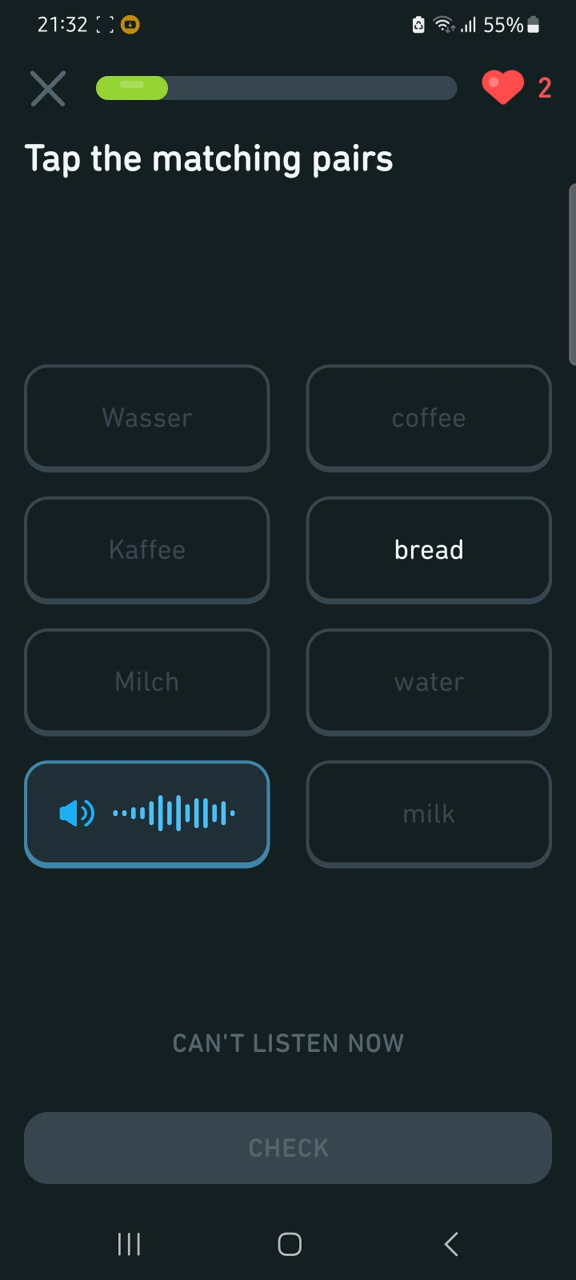 21:32
55%
2
Tap the matching pairs
Wasser
coffee
Kaffee
bread
Milch
water
milk
CAN'T LISTEN NOW
CHECK